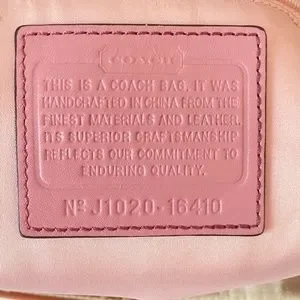 COACH
THIS IS A COACH BAG. IT WAS
HANDCRAFTED IN CHINA FROM THE
FINEST MATERIALS AND LEATHER.
ITS SUPERIOR CRAFTSMANSHIP
REFLECTS OUR COMMITMENT TO
ENDURING QUALITY.
Nº J1020-16410